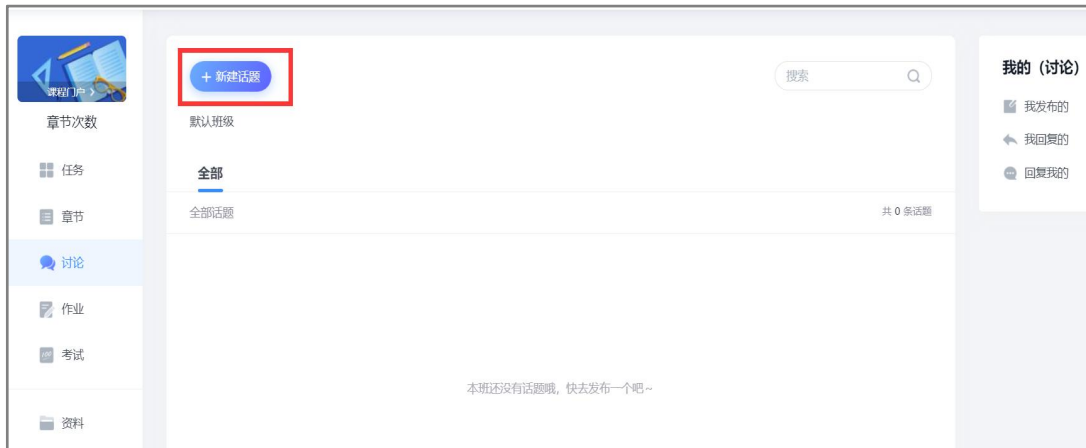 课程门户 >
章节次数
任务
章节
讨论
作业
考试
资料
+ 新建话题
搜索
默认班级
全部
全部话题
共 0 条话题
本班还没有话题哦，快去发布一个吧~
我的（讨论）
我发布的
我回复的
回复我的